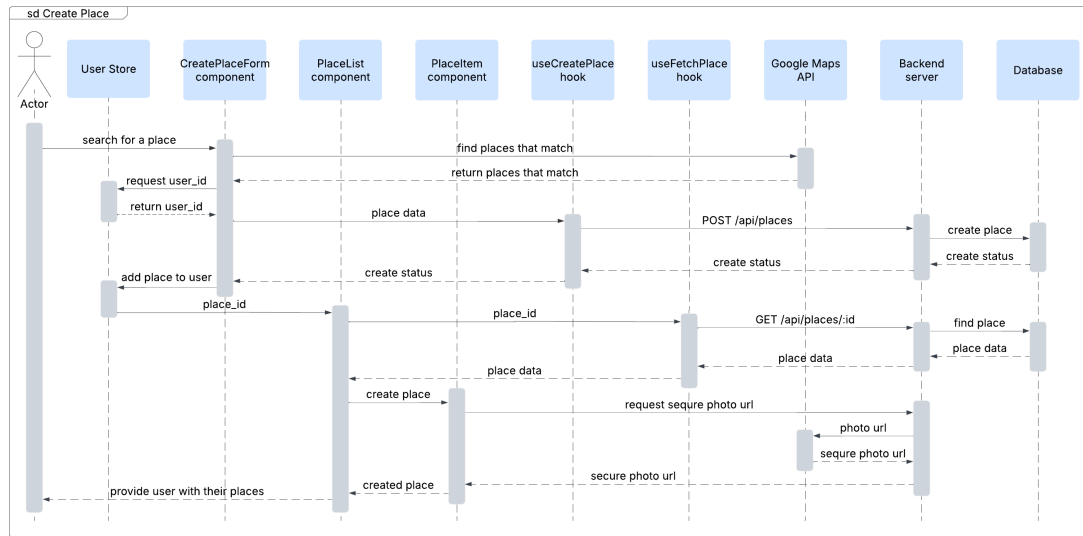 sd Create Place
Actor
User Store
CreatePlaceForm
component
PlaceList
component
PlaceItem
component
useCreatePlace
hook
useFetchPlace
hook
Google Maps
API
Backend
server
Database
search for a place
find places that match
return places that match
request user_id
return user_id
place data
POST /api/places
create place
create status
create status
create status
add place to user
place_id
place_id
GET /api/places/:id
find place
place data
place data
place data
create place
request sequre photo url
photo url
sequre photo url
secure photo url
created place
provide user with their places